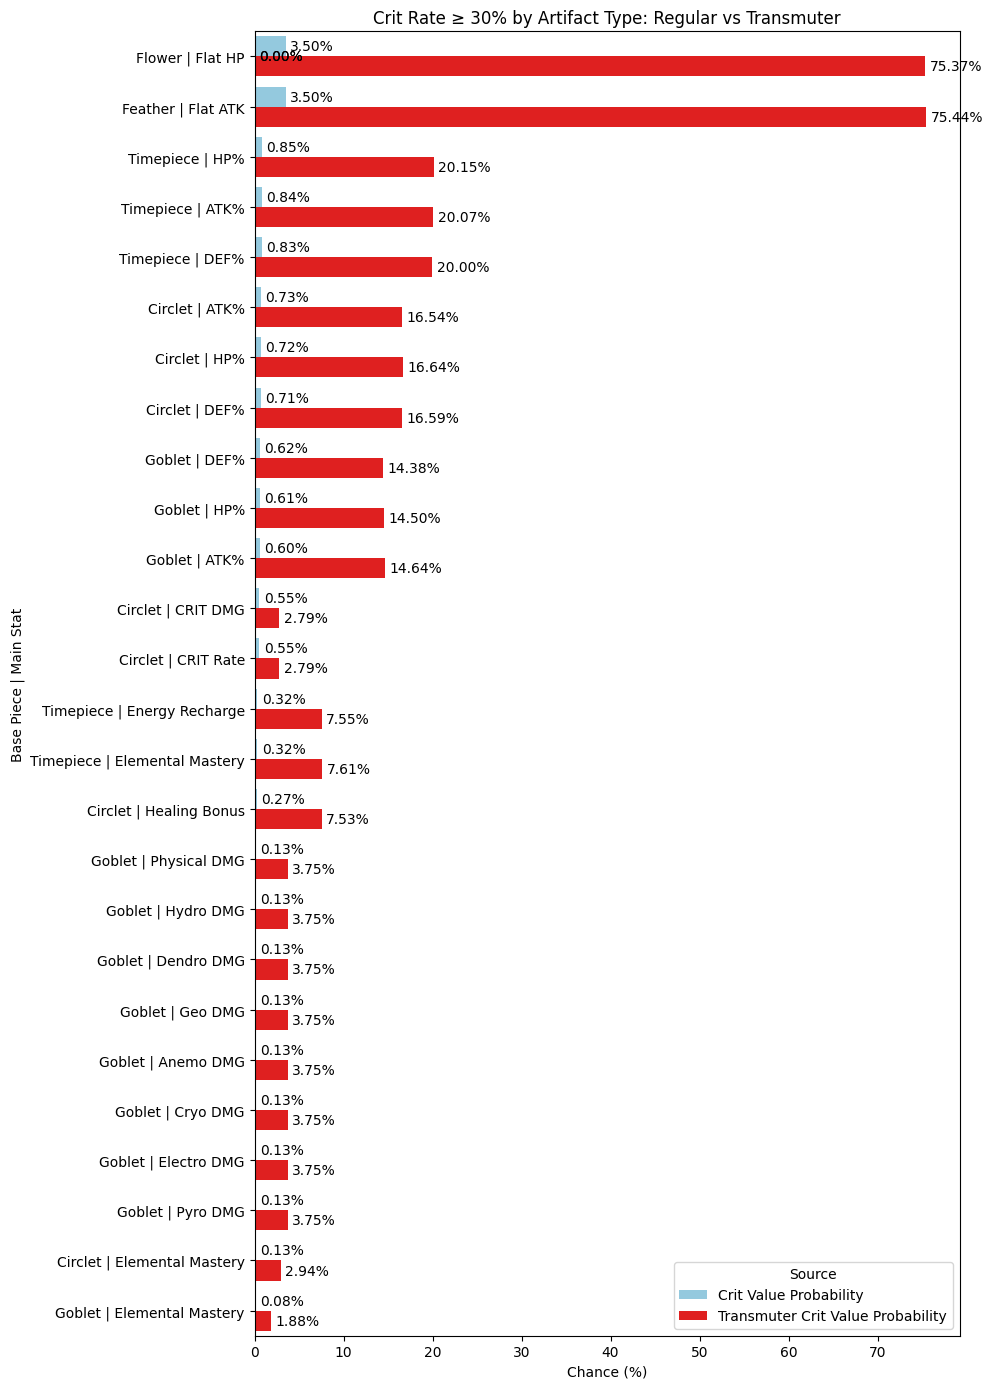 Crit Rate ≥ 30% by Artifact Type: Regular vs Transmuter
Flower | Flat HP
3.50%
0.00%
75.37%
Feather | Flat ATK
3.50%
75.44%
Timepiece | HP%
0.85%
20.15%
Timepiece | ATK%
0.84%
20.07%
Timepiece | DEF%
0.83%
20.00%
Circlet | ATK%
0.73%
16.54%
Circlet | HP%
0.72%
16.64%
Circlet | DEF%
0.71%
16.59%
Goblet | DEF%
0.62%
14.38%
Goblet | HP%
0.61%
14.50%
Goblet | ATK%
0.60%
14.64%
Circlet | CRIT DMG
0.55%
2.79%
Circlet | CRIT Rate
0.55%
2.79%
Timepiece | Energy Recharge
0.32%
7.55%
Timepiece | Elemental Mastery
0.32%
7.61%
Circlet | Healing Bonus
0.27%
7.53%
Goblet | Physical DMG
0.13%
3.75%
Goblet | Hydro DMG
0.13%
3.75%
Goblet | Dendro DMG
0.13%
3.75%
Goblet | Geo DMG
0.13%
3.75%
Goblet | Anemo DMG
0.13%
3.75%
Goblet | Cryo DMG
0.13%
3.75%
Goblet | Electro DMG
0.13%
3.75%
Goblet | Pyro DMG
0.13%
3.75%
Circlet | Elemental Mastery
0.13%
2.94%
Goblet | Elemental Mastery
0.08%
1.88%
Base Piece | Main Stat
Source
Crit Value Probability
Transmuter Crit Value Probability
0 10 20 30 40 50 60 70
Chance (%)